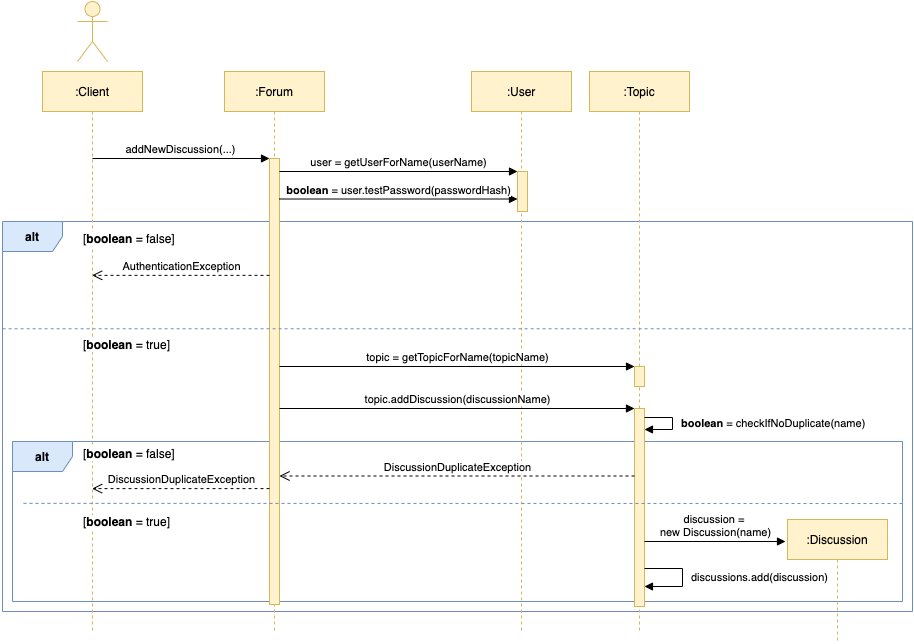 :Client
:Forum
:User
:Topic
addNewDiscussion(...)
user = getUserForName(userName)
boolean = user.testPassword(passwordHash)
alt
[boolean = false]
AuthenticationException
[boolean = true]
topic = getTopicForName(topicName)
topic.addDiscussion(discussionName)
boolean = checkIfNoDuplicate(name)
alt
[boolean = false]
DiscussionDuplicateException
DiscussionDuplicateException
[boolean = true]
discussion =
new Discussion(name)
:Discussion
discussions.add(discussion)